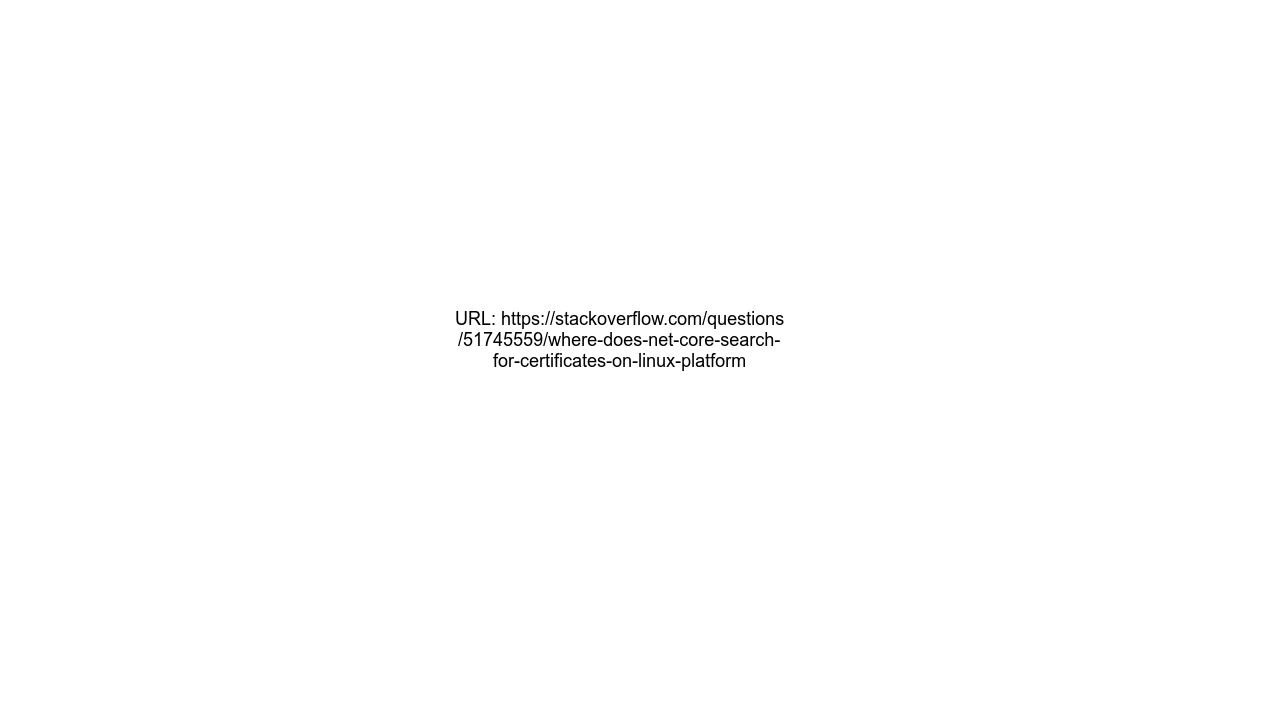 URL: https://stackoverflow.com/questions
/51745559/where-does-net-core-search-
for-certificates-on-linux-platform